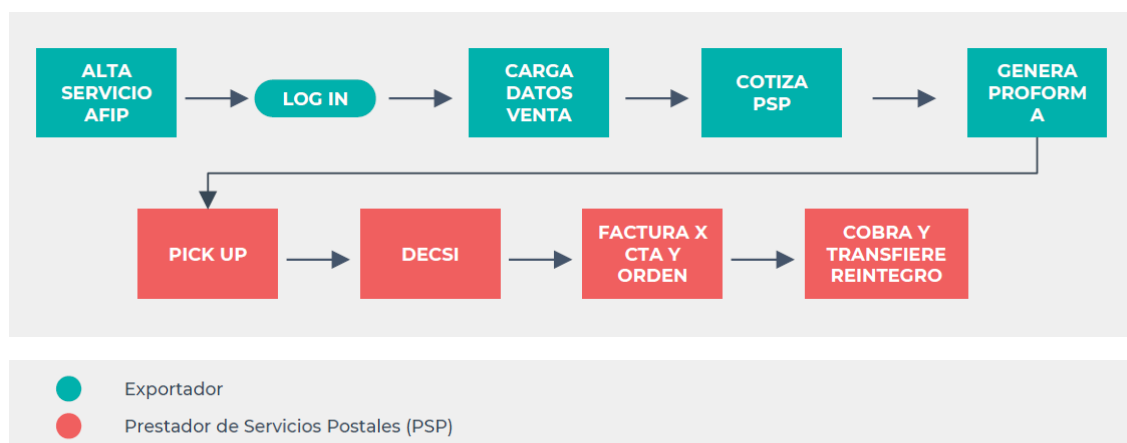 ALTA
SERVICIO
AFIP
LOG IN
CARGA
DATOS
VENTA
COTIZA
PSP
GENERA
PROFORM
A
PICK UP
DECSI
FACTURA X
CTA Y
ORDEN
COBRA Y
TRANSFIERE
REINTEGRO
Exportador
Prestador de Servicios Postales (PSP)